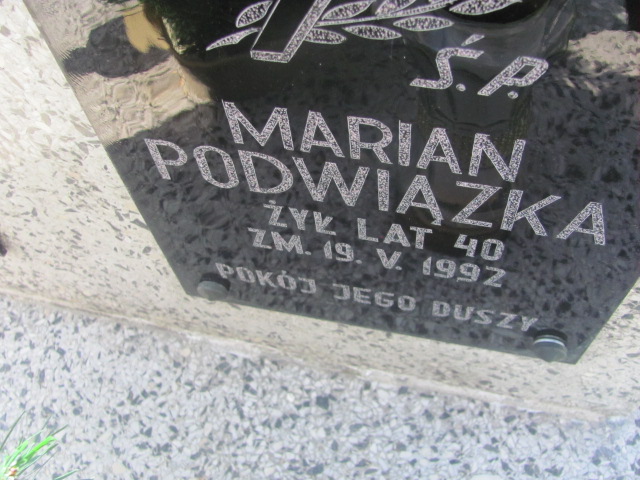 Ś.P.
MARIAN
PODWIĄZKA
ŻYŁ LAT 40
ZM. 19. V. 1992
POKÓJ JEGO DUSZY